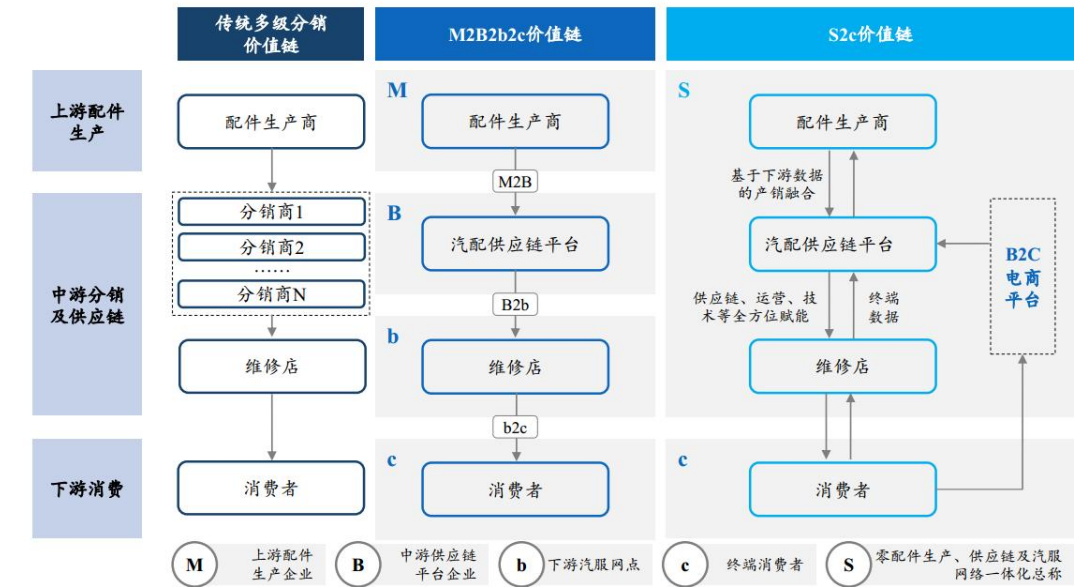 传统多级分销
价值链
M2B2b2c价值链
S2c价值链
上游配件
生产
配件生产商
M
配件生产商
S
配件生产商
M2B
基于下游数据
的产销融合
中游分销
及供应链
分销商1
分销商2
……
分销商N
B
汽配供应链平台
汽配供应链平台
B2C
电商
平台
B2b
供应链、运营、技
术等全方位赋能
终端
数据
维修店
b
维修店
维修店
b2c
下游消费
消费者
c
消费者
c
消费者
M
上游配件
生产企业
B
中游供应链
平台企业
b
下游汽服网点
c
终端消费者
S
零配件生产、供应链及汽服
网络一体化总称